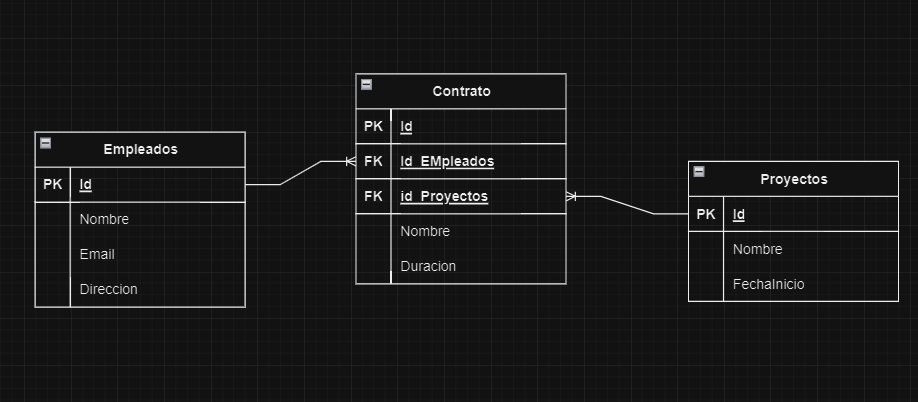 Empleados
PK Id
Nombre
Email
Direccion
Contrato
PK Id
FK Id_EMpleados
FK id_Proyectos
Nombre
Duracion
Proyectos
PK Id
Nombre
FechaInicio